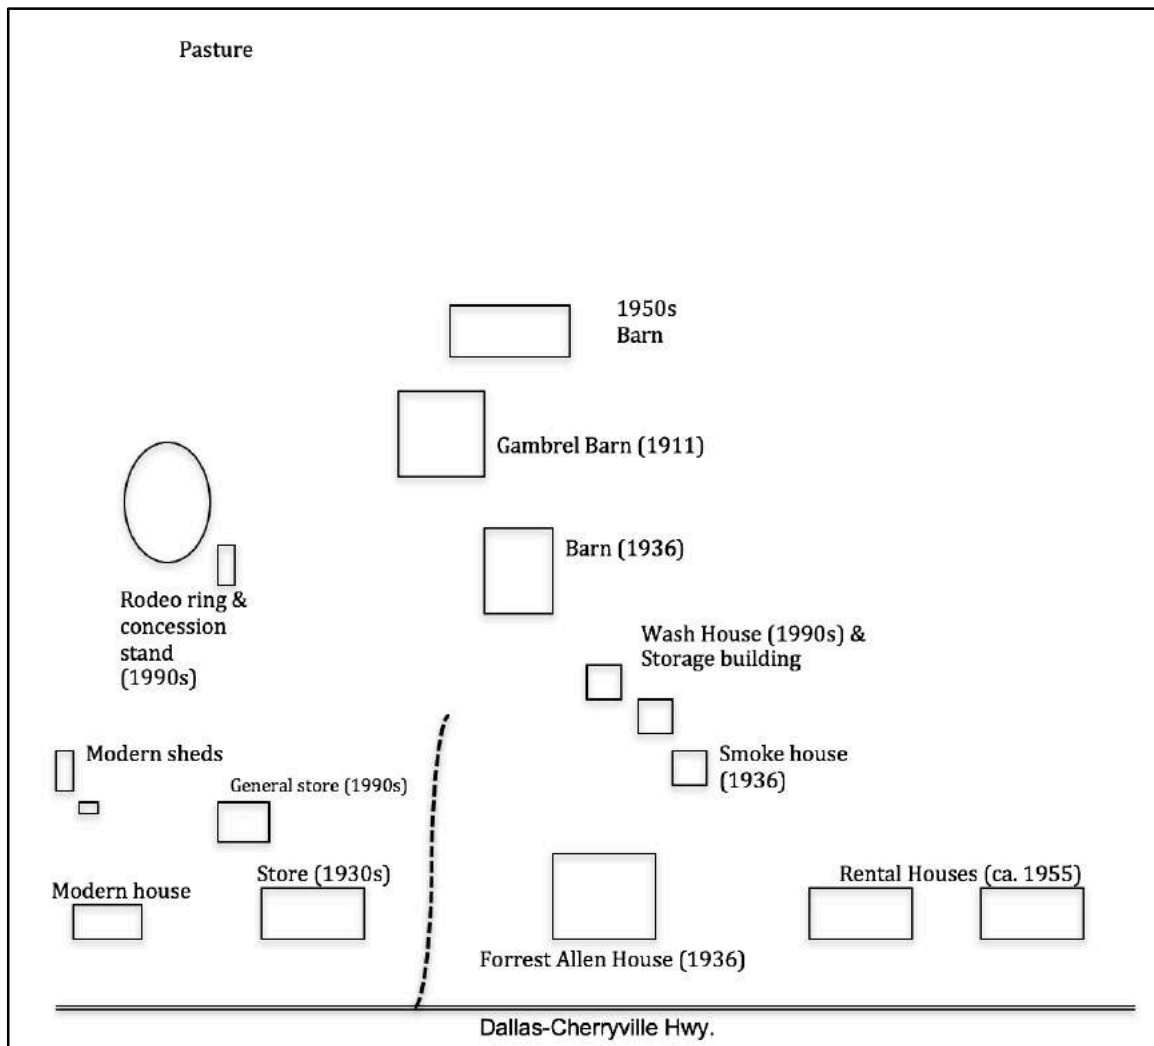 Pasture
1950s
Barn
Gambrel Barn (1911)
Barn (1936)
Rodeo ring &
concession
stand
(1990s)
Wash House (1990s) &
Storage building
Modern sheds
Smoke house
(1936)
General store (1990s)
Store (1930s)
Modern house
Rental Houses (ca. 1955)
Forrest Allen House (1936)
Dallas-Cherryville Hwy.